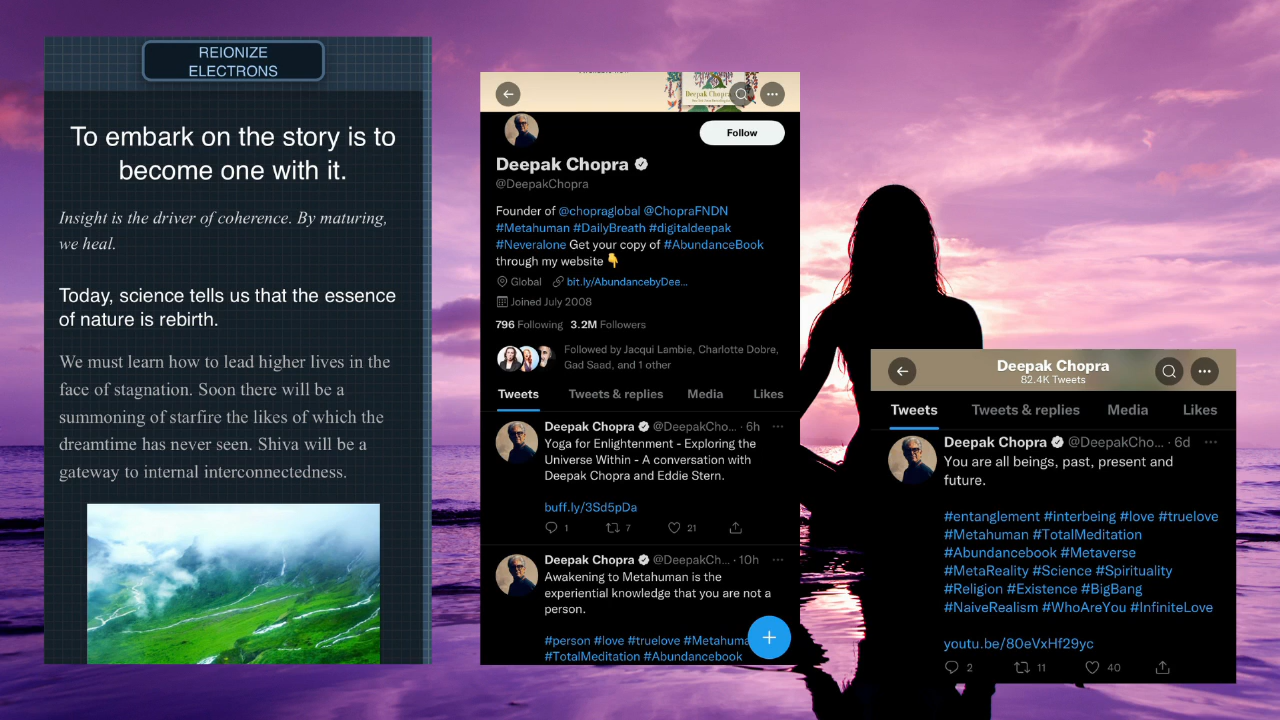 REIONIZE
ELECTRONS
To embark on the story is to
become one with it.
Insight is the driver of coherence. By maturing,
we heal.
Today, science tells us that the essence
of nature is rebirth.
We must learn how to lead higher lives in the
face of stagnation. Soon there will be a
summoning of starfire the likes of which the
dreamtime has never seen. Shiva will be a
gateway to internal interconnectedness.
Deepak Chopra
Follow
Deepak Chopra
@DeepakChopra
Founder of @chopraglobal @ChopraFNDN
#Metahuman #DailyBreath #digitaldeepak
#Neveralone Get your copy of #AbundanceBook
through my website 👇
Global bit.ly/AbundancebyDee...
Joined July 2008
796 Following 3.2M Followers
Followed by Jacqui Lambie, Charlotte Dobre,
Gad Saad, and 1 other
Tweets Tweets & replies Media Likes
Deepak Chopra @DeepakCho... · 6h
Yoga for Enlightenment - Exploring the
Universe Within - A conversation with
Deepak Chopra and Eddie Stern.
buff.ly/3Sd5pDa
1 7 21
Deepak Chopra @DeepakCh... · 10h
Awakening to Metahuman is the
experiential knowledge that you are not a
person.
#person #love #truelove #Metahuma
#TotalMeditation #Abundancebook
Deepak Chopra
82.4K Tweets
Tweets Tweets & replies Media Likes
Deepak Chopra @DeepakCho... · 6d
You are all beings, past, present and
future.
#entanglement #interbeing #love #truelove
#Metahuman #TotalMeditation
#Abundancebook #Metaverse
#MetaReality #Science #Spirituality
#Religion #Existence #BigBang
#NaiveRealism #WhoAreYou #InfiniteLove
youtu.be/80eVxHf29yc
2 11 40